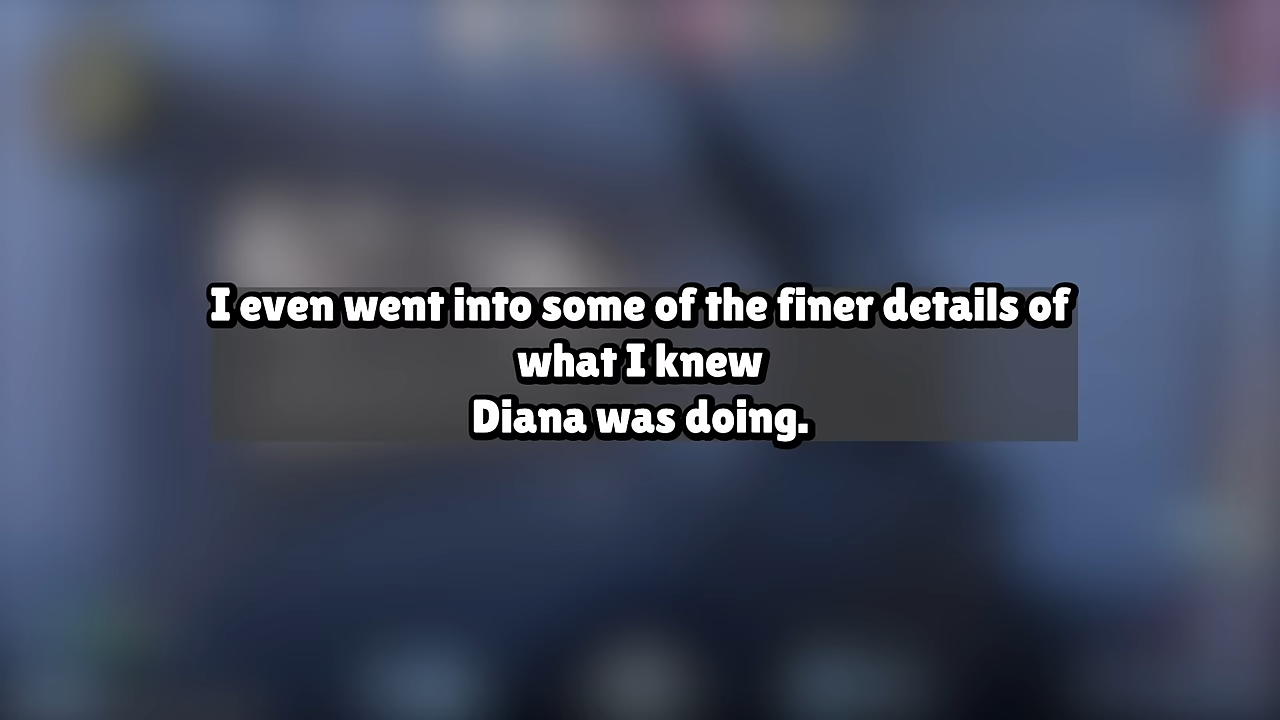 I even went into some of the finer details of
what I knew
Diana was doing.